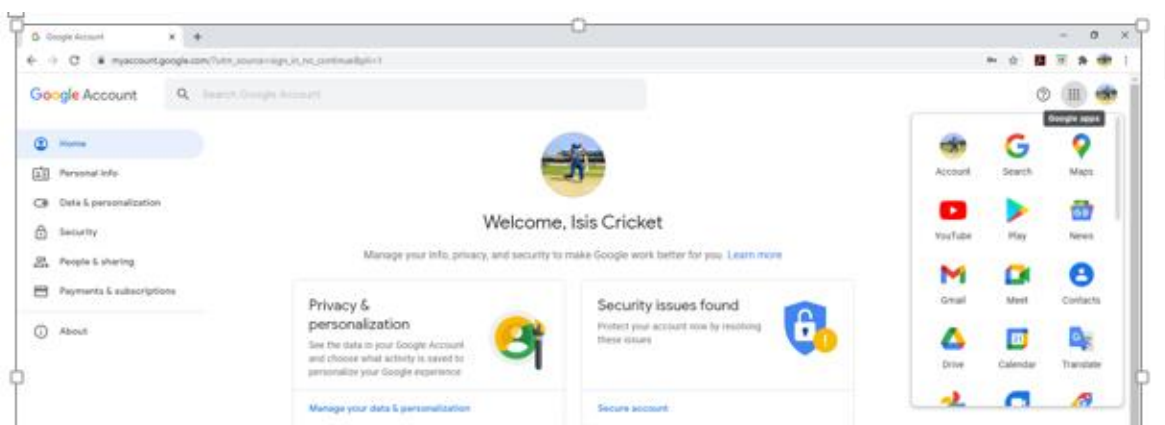 Google Account
myaccount.google.com/?utm_source=sign_in_no_continue&pli=1
Google Account
Search Google Account
Google apps
Home
Personal info
Data & personalization
Security
People & sharing
Payments & subscriptions
About
Welcome, Isis Cricket
Manage your info, privacy, and security to make Google work better for you. Learn more
Privacy &
personalization
See the data in your Google Account
and choose what activity is saved to
personalize your Google experience
Manage your data & personalization
Security issues found
Protect your account now by resolving
these issues
Secure account
Account Search Maps
YouTube Play News
Gmail Meet Contacts
Drive Calendar Translate